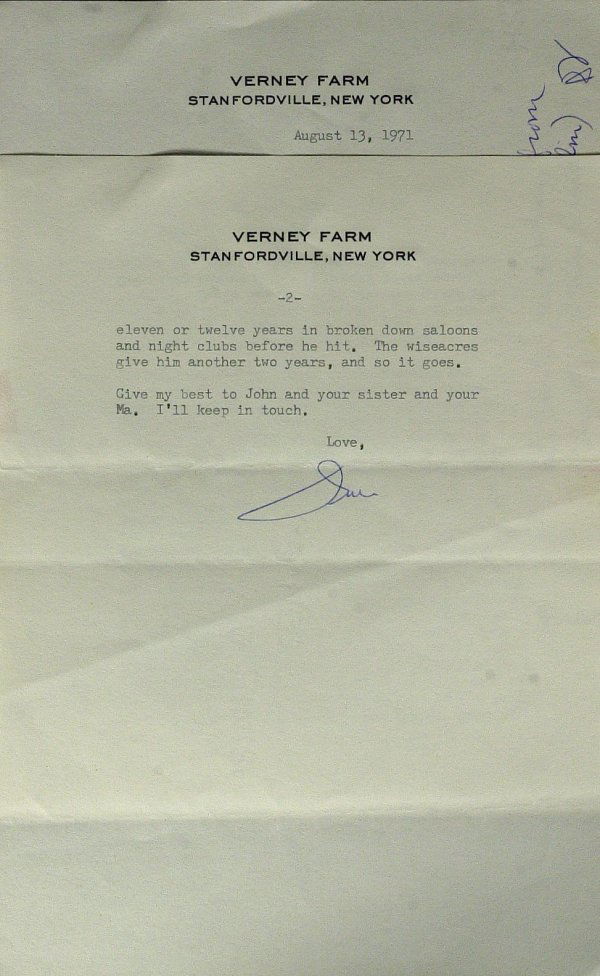 VERNEY FARM
STANFORDVILLE, NEW YORK
August 13, 1971
from
VERNEY FARM
STANFORDVILLE, NEW YORK
-2-
eleven or twelve years in broken down saloons
and night clubs before he hit. The wiseacres
give him another two years, and so it goes.
Give my best to John and your sister and your
Ma. I'll keep in touch.
Love,